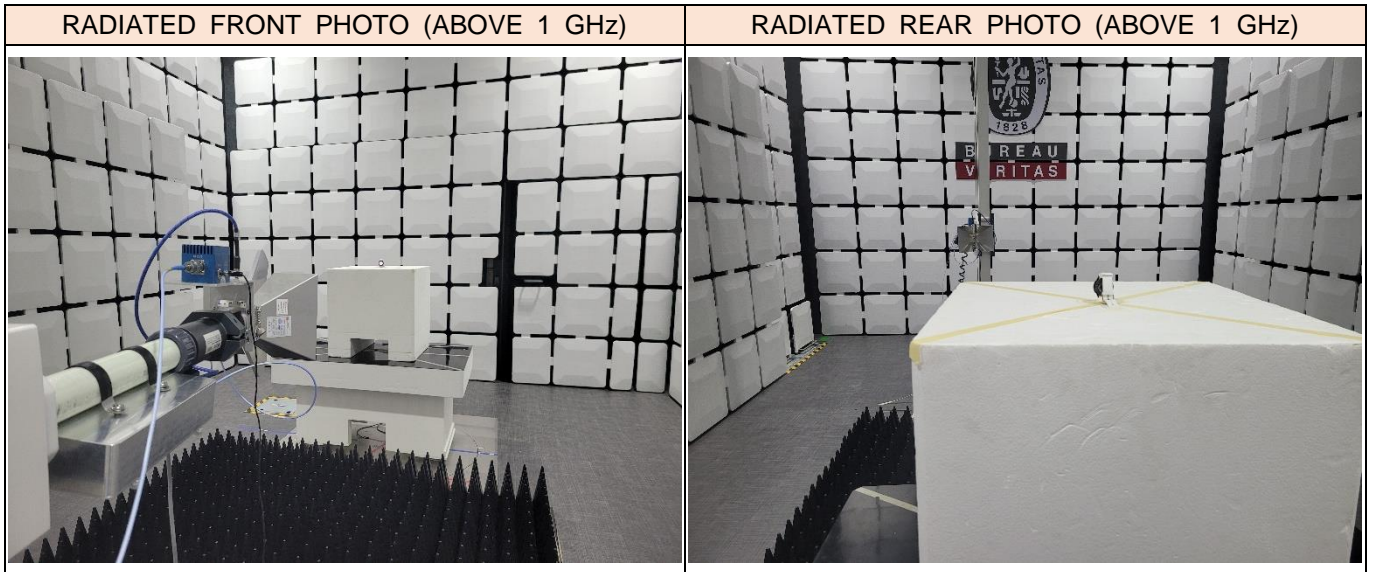 RADIATED FRONT PHOTO (ABOVE 1 GHz)
RADIATED REAR PHOTO (ABOVE 1 GHz)
1828
BUREAU
VERITAS